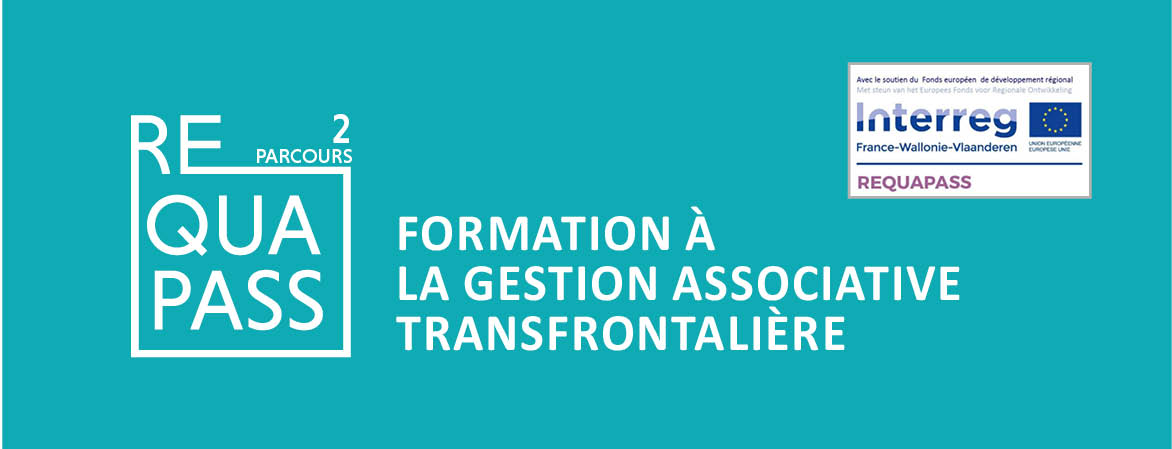 RE
2
PARCOURS
QUA
PASS
FORMATION À
LA GESTION ASSOCIATIVE
TRANSFRONTALIÈRE
Avec le soutien du Fonds européen de développement régional
Met steun van het Europees Fonds voor Regionale Ontwikkeling
Interreg
France-Wallonie-Vlaanderen
UNION EUROPÉENNE
EUROPESE UNIE
REQUAPASS